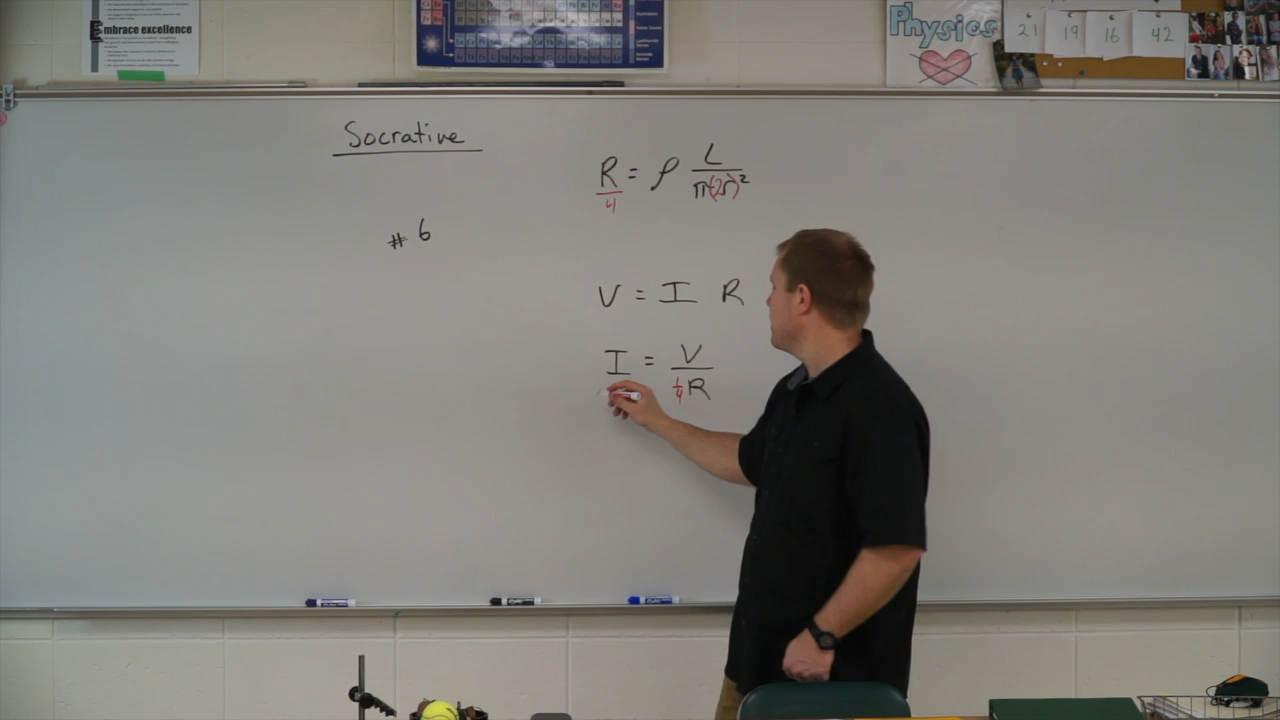 Embrace excellence
Physics
21 19 16 42
Socrative
# 6
R/4 = ρ L/π(2r)²
V = I R
I = V/¼R